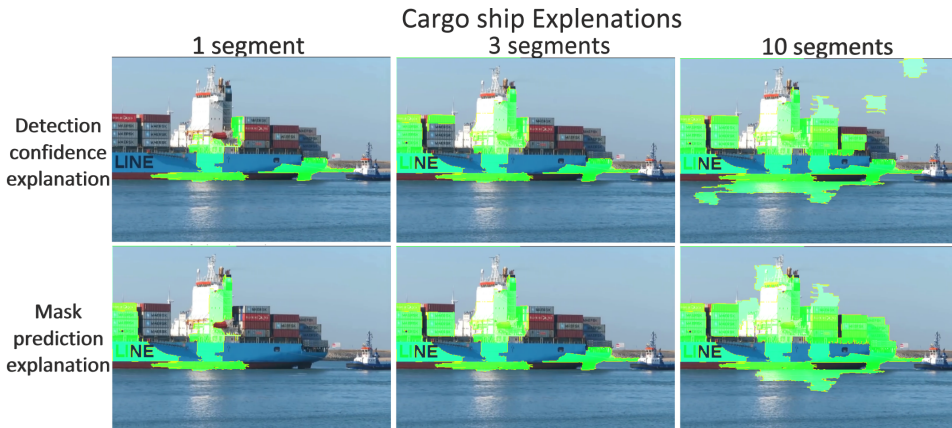 Cargo ship Explenations
1 segment
3 segments
10 segments
Detection
confidence
explanation
LINE
LINE
LINE
Mask
prediction
explanation
LINE
LINE
LINE